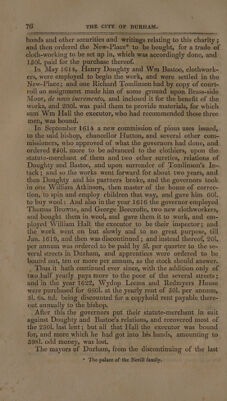 76 THE CITY OF DURHAM.
bonds and other securities and writings relating to this charity;
and then ordered the New-Place* to be bought, for a trade of
cloth-working to be set up in, which was accordingly done, and
150l. paid for the purchase thereof.
In May 1614, Henry Doughty and Wm Bastoe, clothwork-
ers, were employed to begin the work, and were settled in the
New-Place; and one Richard Tomlinson had by copy of court-
roll an assignment made him of some ground upon Brass-side
Moor, de novo incremento, and inclosed it for the benefit of the
works, and 200l. was paid them to provide materials, for which
sum Wm Hall the executor, who had recommended these three
men, was bound.
In September 1614 a new commission of pious uses issued,
to the said bishop, chancellor Hutton, and several other com-
missioners, who approved of what the governors had done, and
ordered 240l. more to be advanced to the clothiers, upon the
statute-merchant of them and two other sureties, relations of
Doughty and Bastoe, and upon surrender of Tomlinson's In-
tack; and so the works went forward for about two years, and
then Doughty and his partners broke, and the governors took
in one William Atkinson, then master of the house of correc-
tion, to spin and employ children that way, and gave him 50l.
to buy wool: And also in the year 1616 the governor employed
Thomas Browne, and George Beecrofte, two new clothworkers,
and bought them in wool, and gave them it to work, and em-
ployed William Hall the executor to be their inspector; and
the work went on but slowly and to no great purpose, till
Jan. 1619, and then was discontinued; and instead thereof, 20l.
per annum was ordered to be paid by 5l. per quarter to the se-
veral streets in Durham, and apprentices were ordered to be
bound out, ten or more per annum, as the stock should answer.
Thus it hath continued ever since, with the addition only of
two half yearly pays more to the poor of the several streets;
and in the year 1622, Wydop Leazes and Redmyers House
were purchased for 680l. at the yearly rent of 50l. per annum,
3l. 6s. 8d. being discounted for a copyhold rent payable there-
out annually to the bishop.
After this the governors put their statute-merchant in suit
against Doughty and Bastoe's relations, and recovered most of
the 250l. last lent; but all that Hall the executor was bound
for, and more which he had got into his hands, amounting to
200l. odd money, was lost.
The mayors of Durham, from the discontinuing of the last
* The palace of the Nevill family.